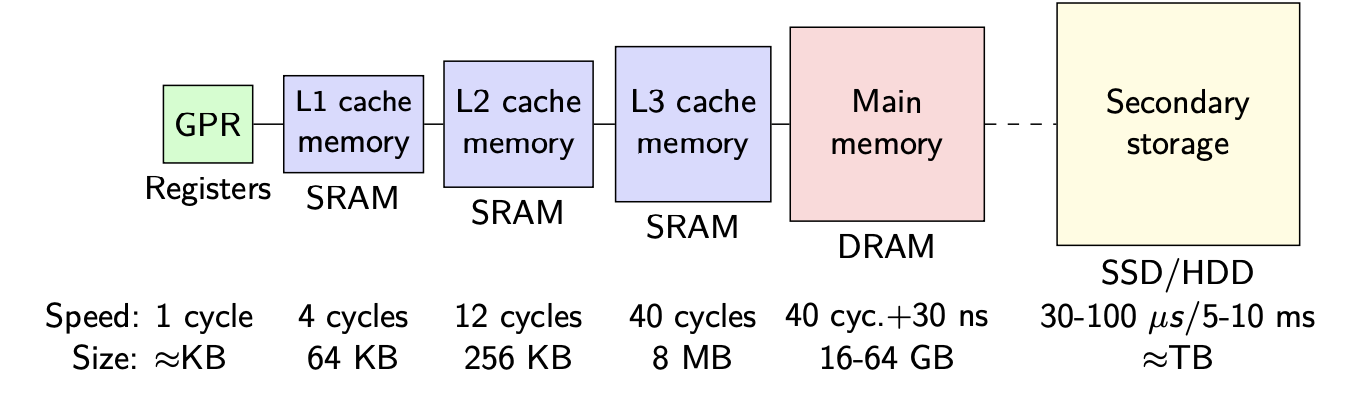 GPR
Registers
L1 cache
memory
SRAM
L2 cache
memory
SRAM
L3 cache
memory
SRAM
Main
memory
DRAM
Secondary
storage
SSD/HDD
Speed: 1 cycle 4 cycles 12 cycles 40 cycles 40 cyc.+30 ns 30-100 μs/5-10 ms
Size: ≈KB 64 KB 256 KB 8 MB 16-64 GB ≈TB